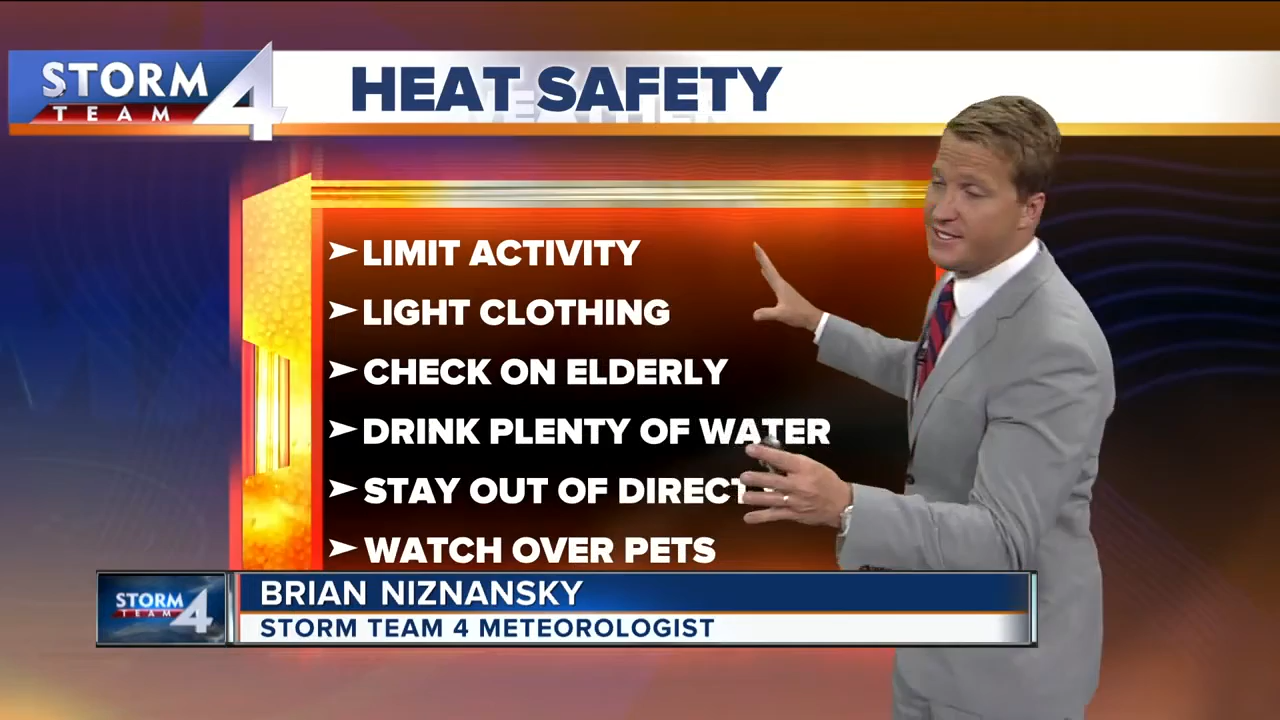 STORM
TEAM 4
HEAT SAFETY
➤ LIMIT ACTIVITY
➤ LIGHT CLOTHING
➤ CHECK ON ELDERLY
➤ DRINK PLENTY OF WATER
➤ STAY OUT OF DIRECT
➤ WATCH OVER PETS
STORM
TEAM 4
BRIAN NIZNANSKY
STORM TEAM 4 METEOROLOGIST